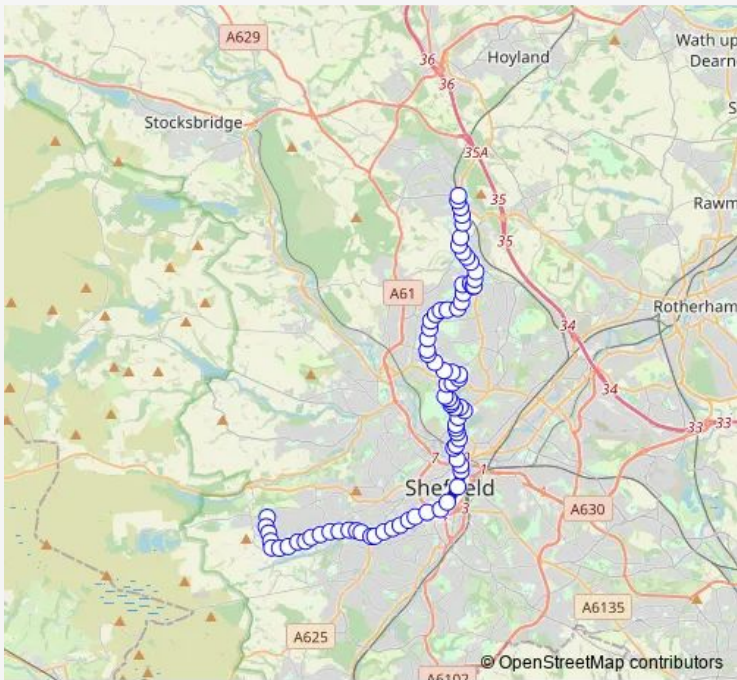 A629
36
36
Hoyland
Wath up
Dearn
Stocksbridge
35A
S
35
Rawm
35
A61
Rotherham
34
34
33
33
7
1
Sheffield
3
A630
A6135
A625
A6102
© OpenStreetMap contributors